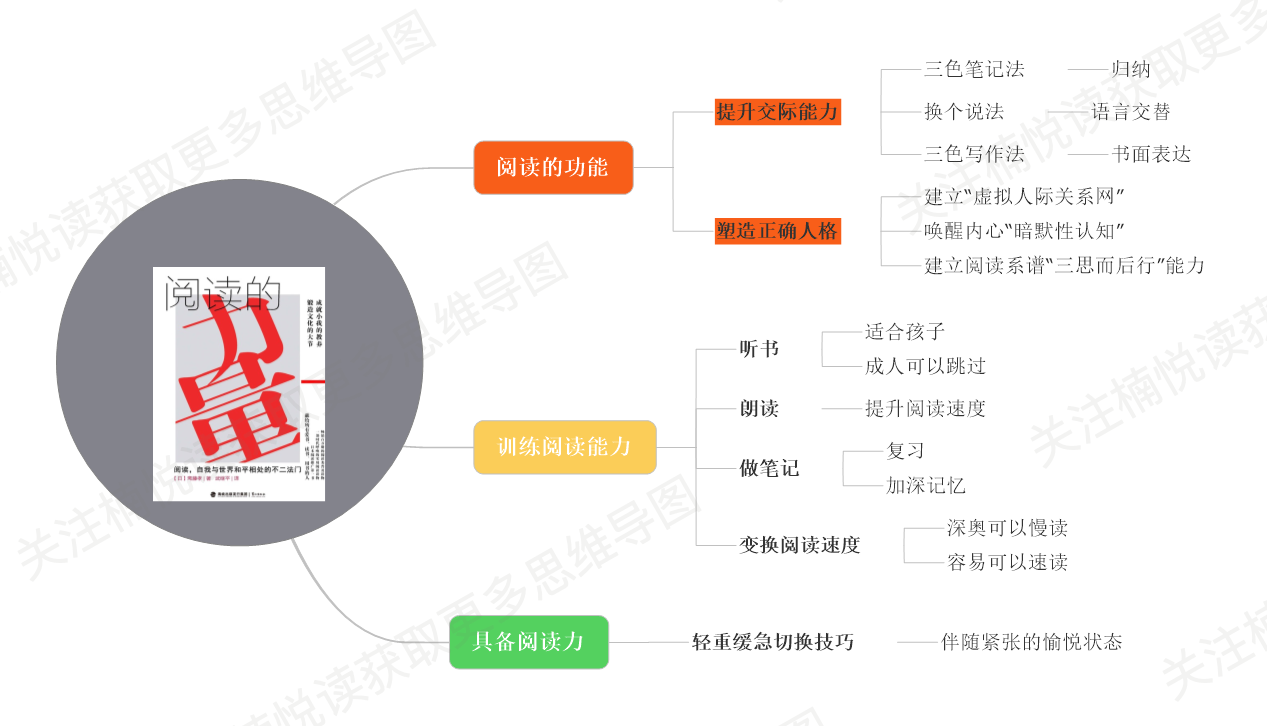 阅读的
力量
成就小我的教养
锻造文化的大节
阅读，自我与世界和平相处的不二法门
阅读的功能
提升交际能力
三色笔记法
归纳
换个说法
语言交替
三色写作法
书面表达
塑造正确人格
建立“虚拟人际关系网”
唤醒内心“暗默性认知”
建立阅读系谱“三思而后行”能力
训练阅读能力
听书
适合孩子
成人可以跳过
朗读
提升阅读速度
做笔记
复习
加深记忆
变换阅读速度
深奥可以慢读
容易可以速读
具备阅读力
轻重缓急切换技巧
伴随紧张的愉悦状态
关注楠悦读获取更多思维导图